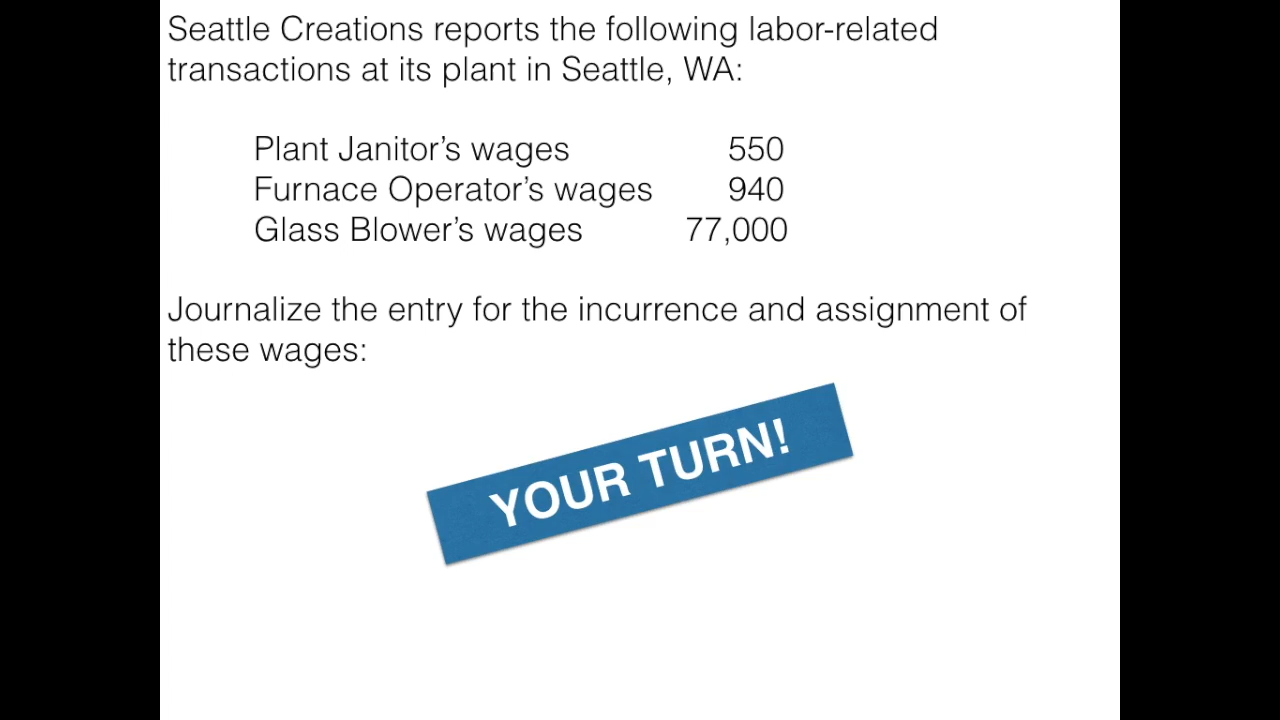 Seattle Creations reports the following labor-related
transactions at its plant in Seattle, WA:
Plant Janitor’s wages 550
Furnace Operator’s wages 940
Glass Blower’s wages 77,000
Journalize the entry for the incurrence and assignment of
these wages:
YOUR TURN!